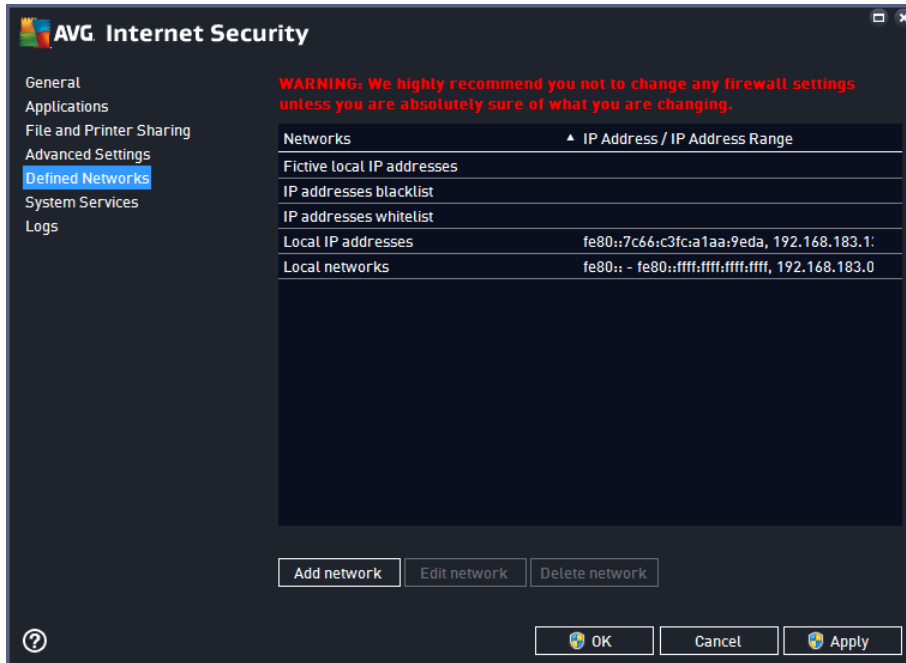 AVG Internet Security
General
Applications
File and Printer Sharing
Advanced Settings
Defined Networks
System Services
Logs
WARNING: We highly recommend you not to change any firewall settings
unless you are absolutely sure of what you are changing.
Networks IP Address / IP Address Range
Fictive local IP addresses
IP addresses blacklist
IP addresses whitelist
Local IP addresses fe80::7c66:c3fc:a1aa:9eda, 192.168.183.1
Local networks fe80:: - fe80::ffff:ffff:ffff:ffff, 192.168.183.0
Add network Edit network Delete network
OK Cancel Apply